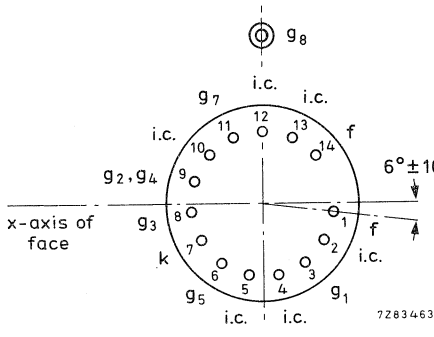 g8
i.c.
g7 i.c.
12
11 13
i.c. f
10 14
g2,g4 9 6°±10
x-axis of face
g3 8 1
f
7 2
k i.c.
6 3
g5 5 4 g1
i.c. i.c.
7Z83463